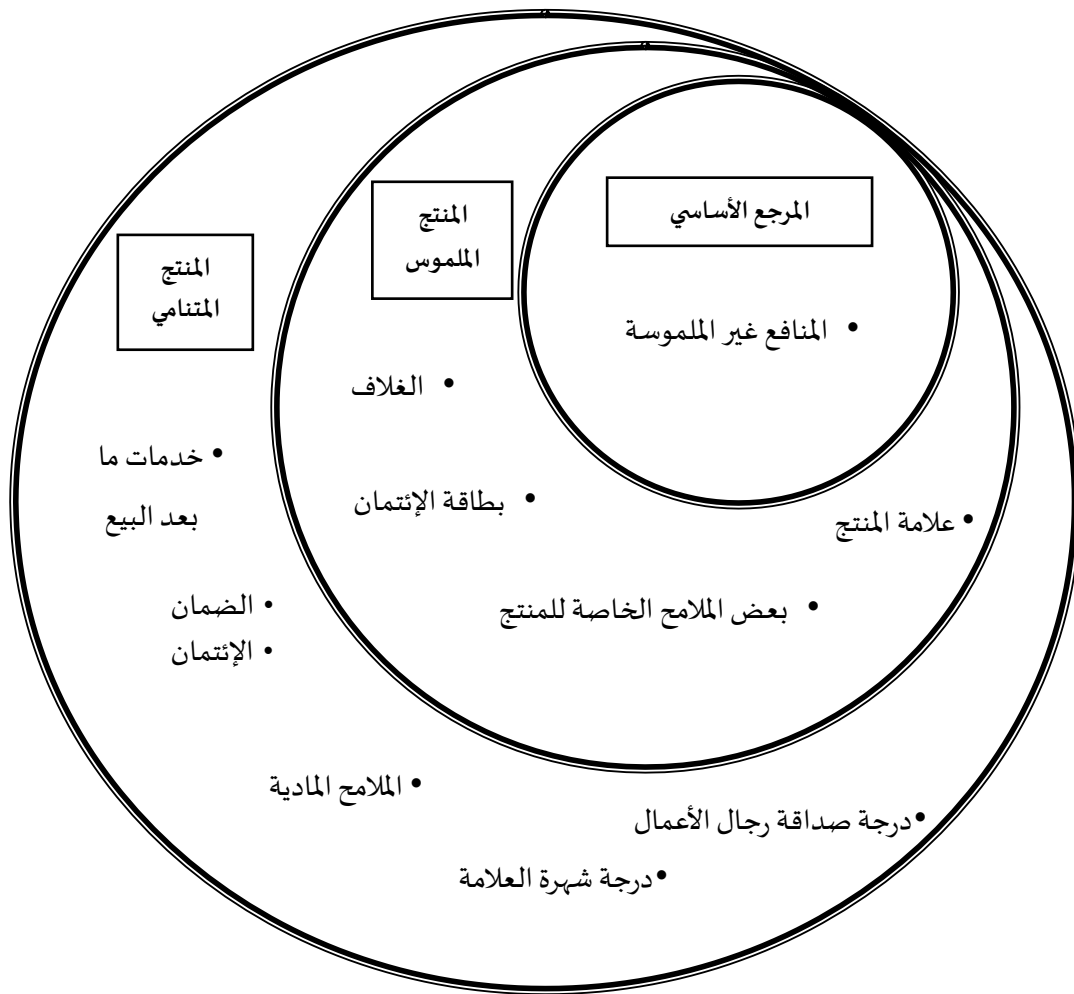 المرجع الأساسي
• المنافع غير الملموسة
المنتج
الملموس
• الغلاف
• بطاقة الإئتمان
• علامة المنتج
• بعض الملامح الخاصة للمنتج
المنتج
المتنامي
• خدمات ما
بعد البيع
• الضمان
• الإئتمان
• الملامح المادية
•درجة صداقة رجال الأعمال
•درجة شهرة العلامة